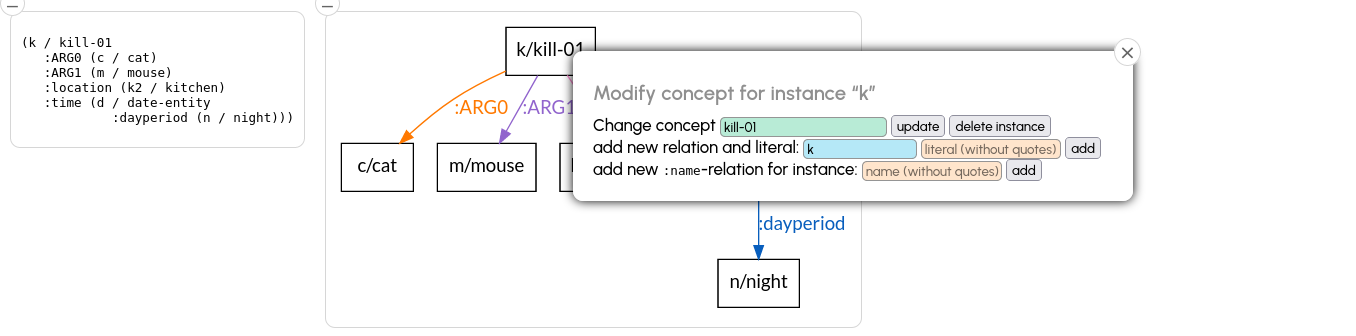 (k / kill-01
:ARG0 (c / cat)
:ARG1 (m / mouse)
:location (k2 / kitchen)
:time (d / date-entity
:dayperiod (n / night)))
k/kill-01
:ARG0
:ARG1
c/cat
m/mouse
:dayperiod
n/night
Modify concept for instance “k”
Change concept kill-01 update delete instance
add new relation and literal: k literal (without quotes) add
add new :name-relation for instance: name (without quotes) add